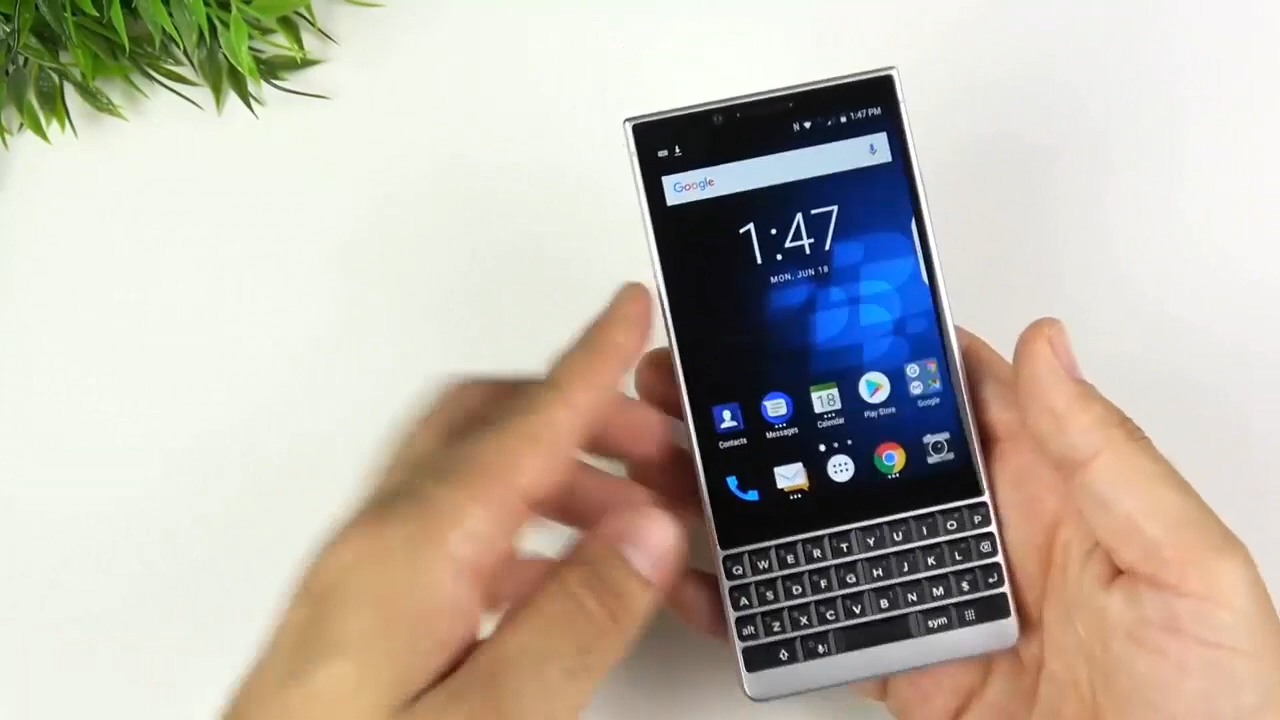 N 1:47 PM
Google
1:47
MON, JUN 18
Contacts
Messages
18
Calendar
Play Store
Google
Q W E R T Y U I O P
A S D F G H J K L
alt Z X C V B N M $
sym